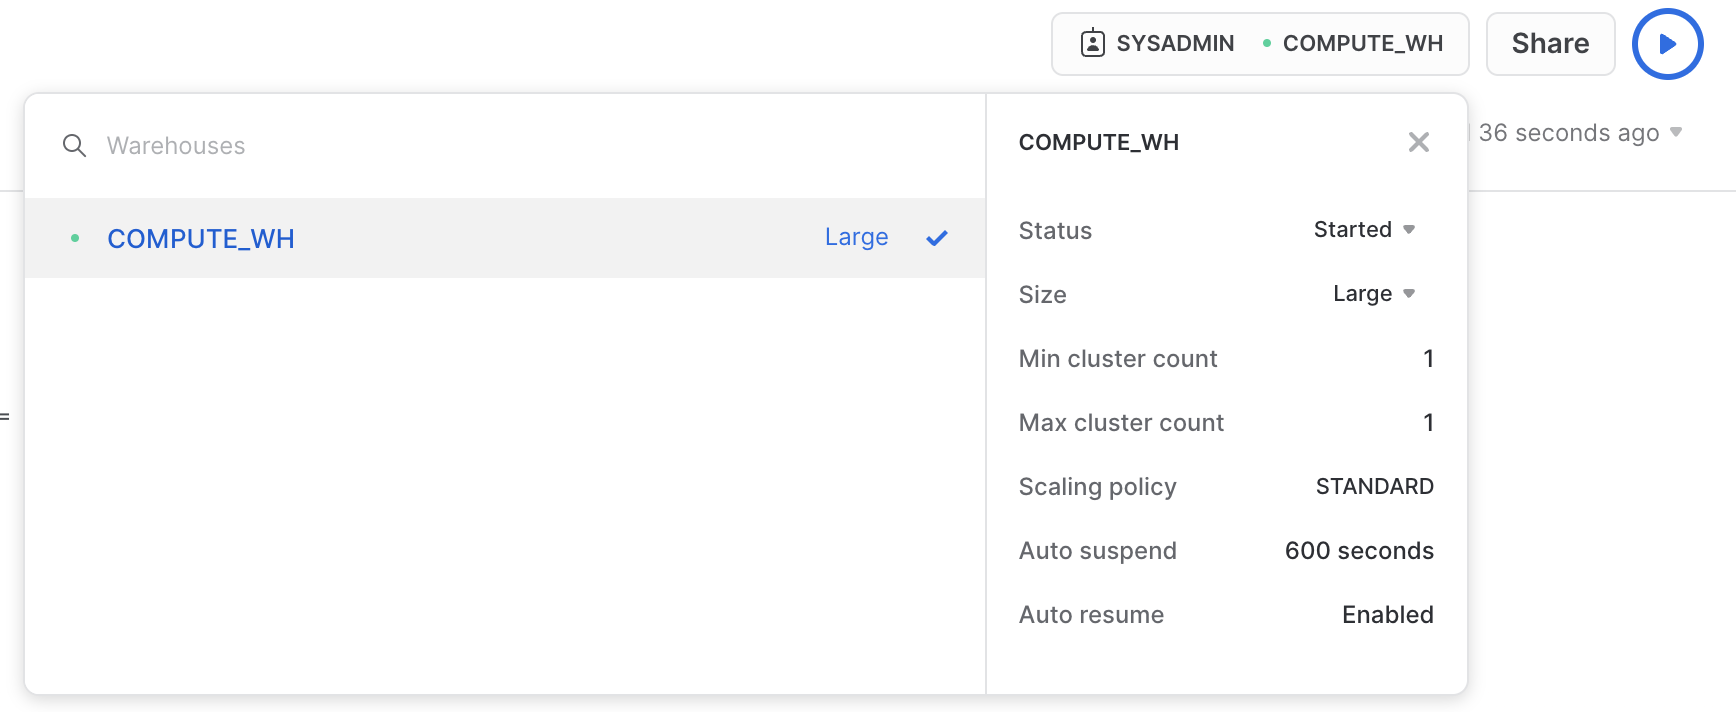 SYSADMIN COMPUTE_WH Share
Warehouses
COMPUTE_WH Large
COMPUTE_WH
36 seconds ago
Status Started
Size Large
Min cluster count 1
Max cluster count 1
Scaling policy STANDARD
Auto suspend 600 seconds
Auto resume Enabled